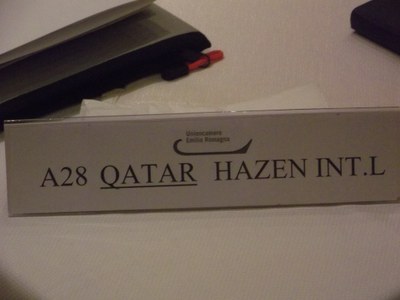 Unioncamere
Emilia-Romagna
A28 QATAR HAZEN INT.L